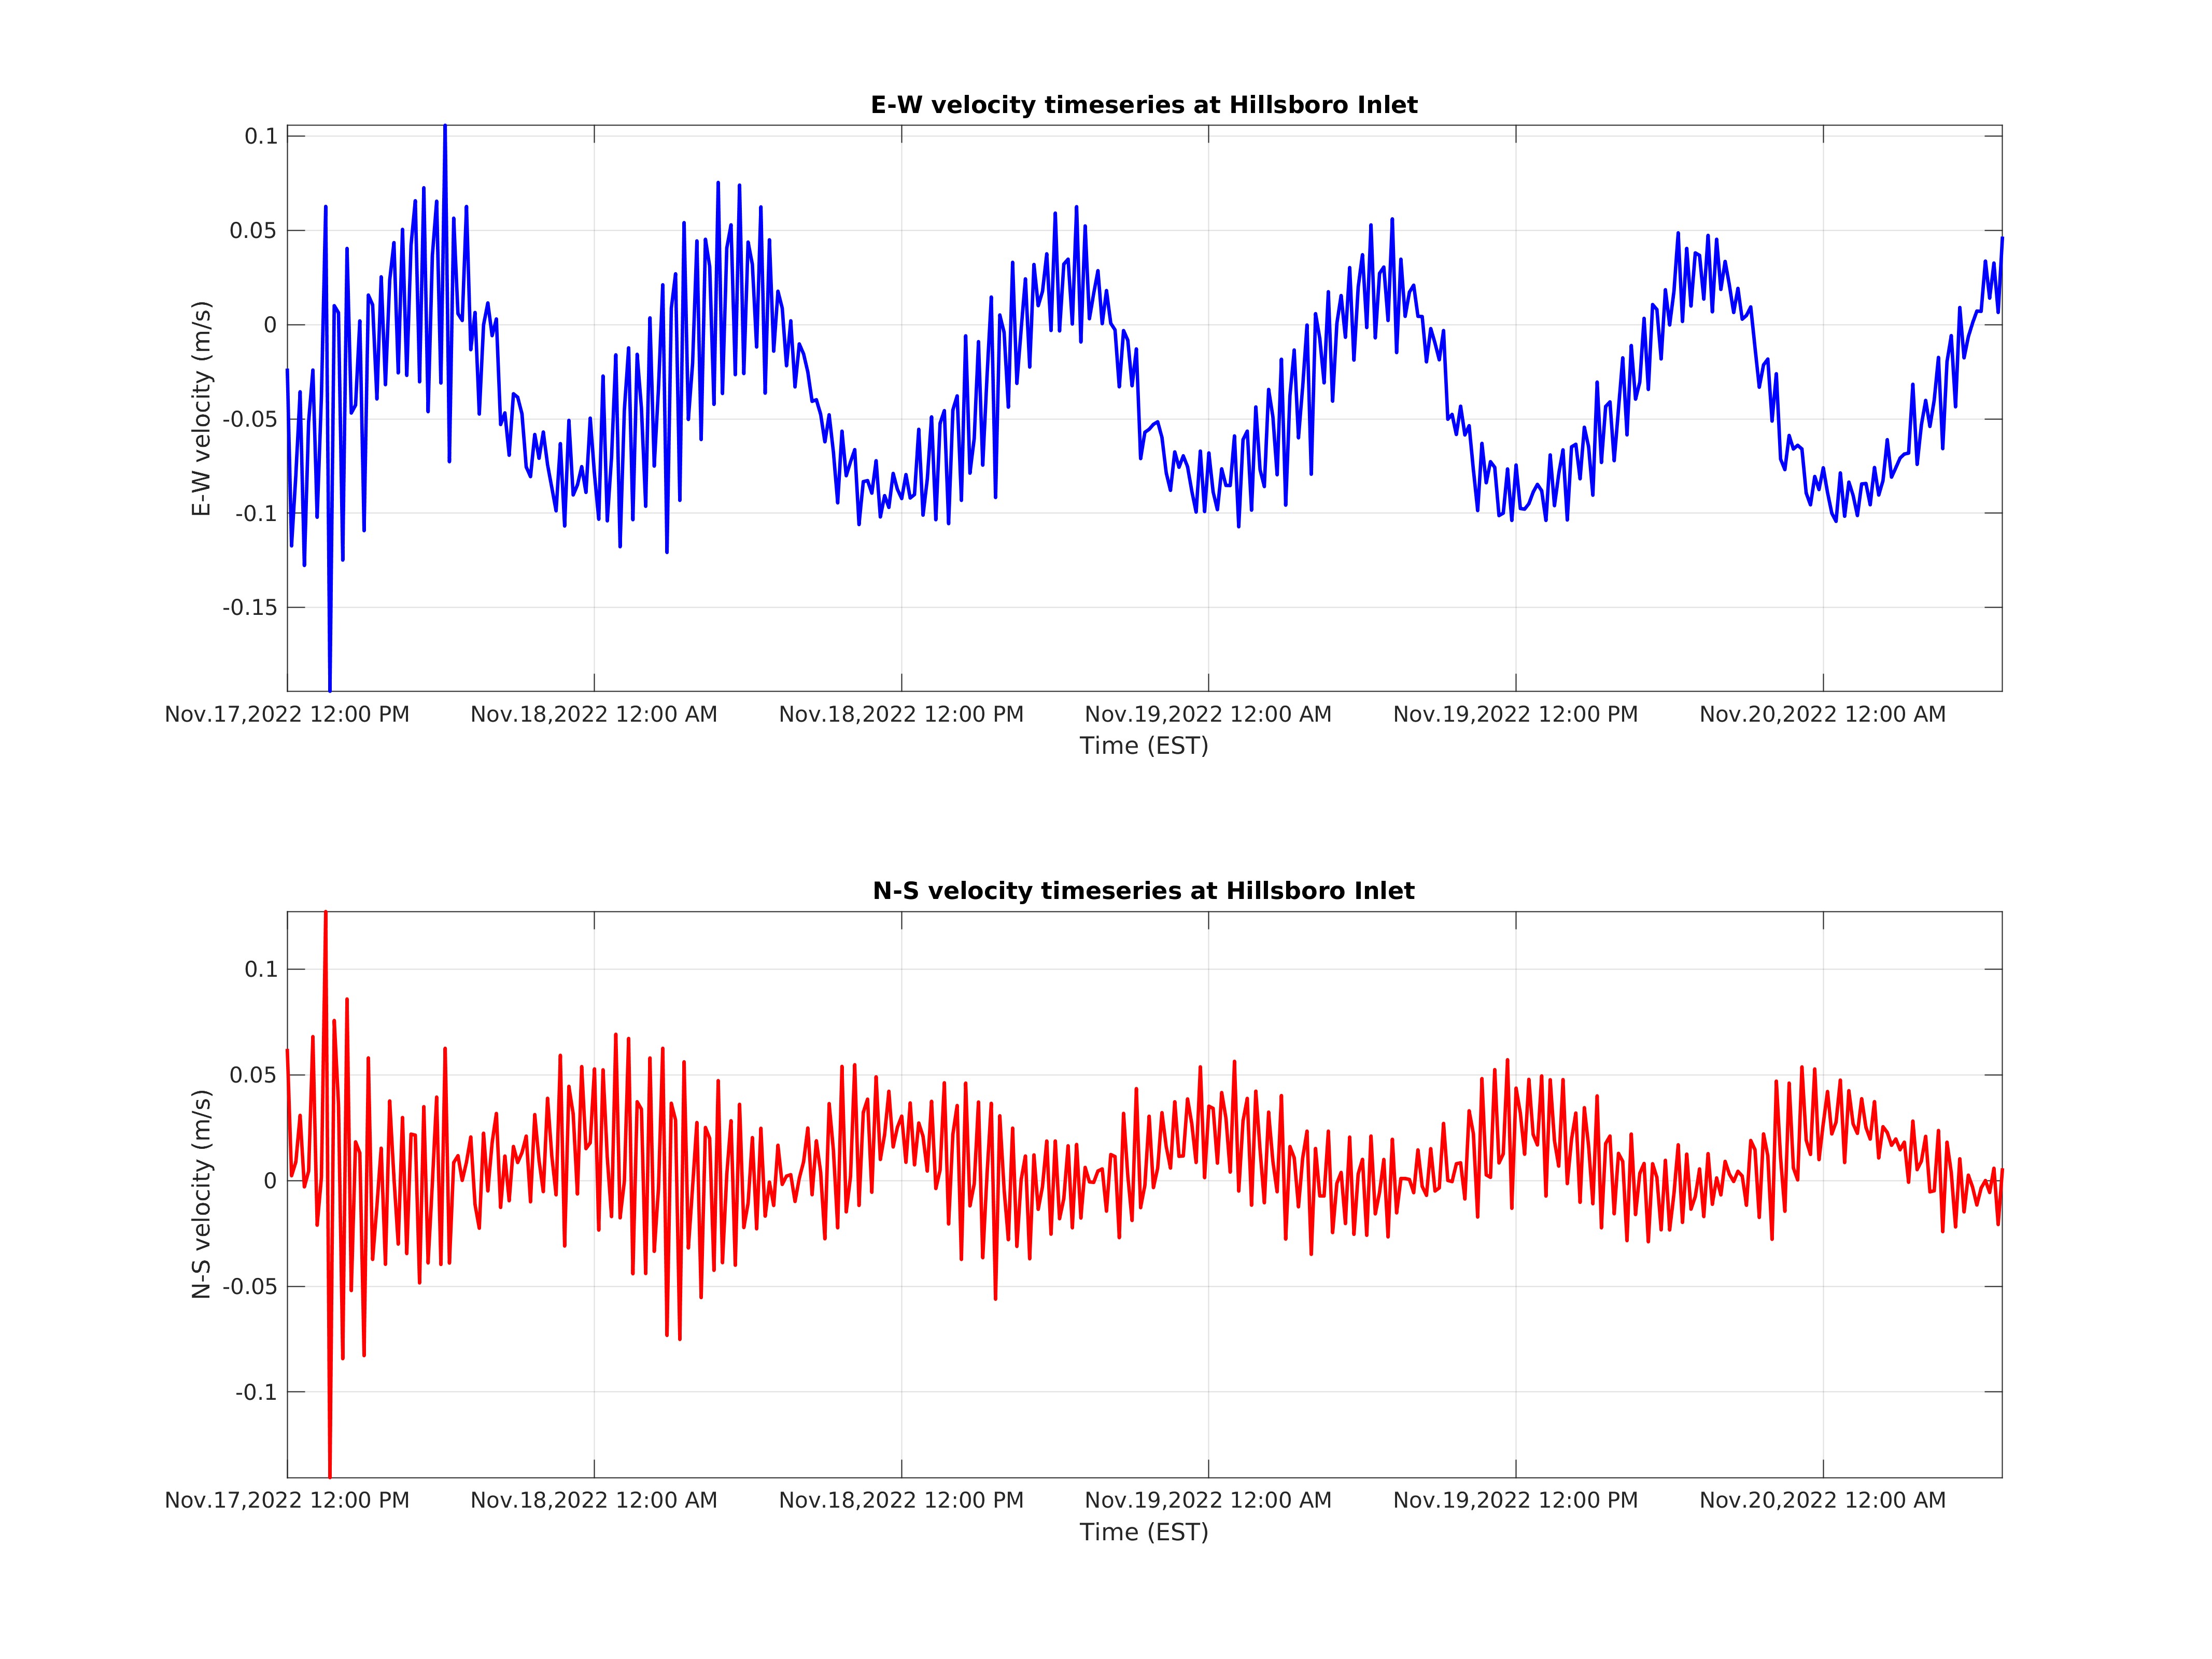 E-W velocity timeseries at Hillsboro Inlet
0.1
0.05
0
-0.05
-0.1
-0.15
E-W velocity (m/s)
Nov.17,2022 12:00 PM Nov.18,2022 12:00 AM Nov.18,2022 12:00 PM Nov.19,2022 12:00 AM Nov.19,2022 12:00 PM Nov.20,2022 12:00 AM
Time (EST)
N-S velocity timeseries at Hillsboro Inlet
0.1
0.05
0
-0.05
-0.1
N-S velocity (m/s)
Nov.17,2022 12:00 PM Nov.18,2022 12:00 AM Nov.18,2022 12:00 PM Nov.19,2022 12:00 AM Nov.19,2022 12:00 PM Nov.20,2022 12:00 AM
Time (EST)